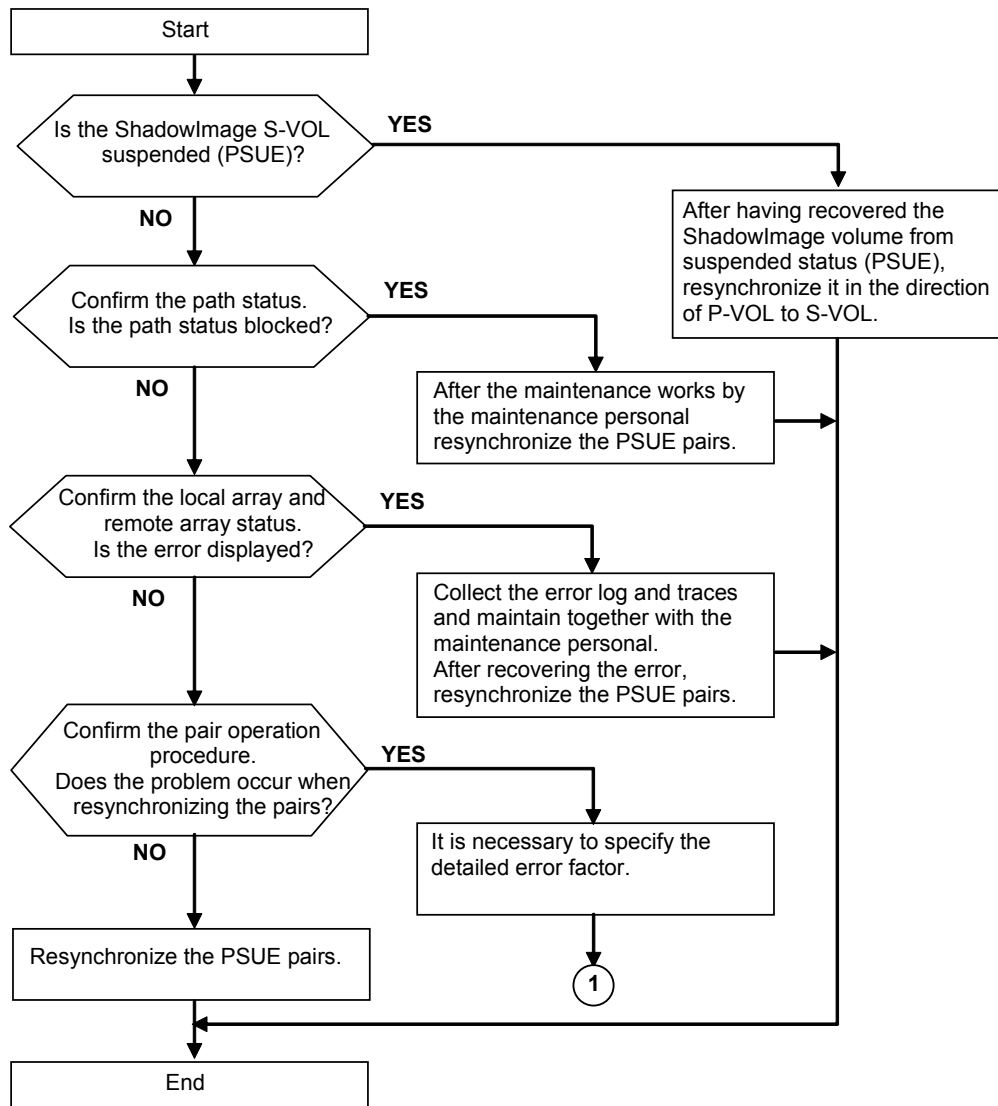 Start
Is the ShadowImage S-VOL
suspended (PSUE)?
YES
NO
After having recovered the
ShadowImage volume from
suspended status (PSUE),
resynchronize it in the direction
of P-VOL to S-VOL.
Confirm the path status.
Is the path status blocked?
YES
NO
After the maintenance works by
the maintenance personal
resynchronize the PSUE pairs.
Confirm the local array and
remote array status.
Is the error displayed?
YES
NO
Collect the error log and traces
and maintain together with the
maintenance personal.
After recovering the error,
resynchronize the PSUE pairs.
Confirm the pair operation
procedure.
Does the problem occur when
resynchronizing the pairs?
YES
NO
It is necessary to specify the
detailed error factor.
Resynchronize the PSUE pairs.
1
End